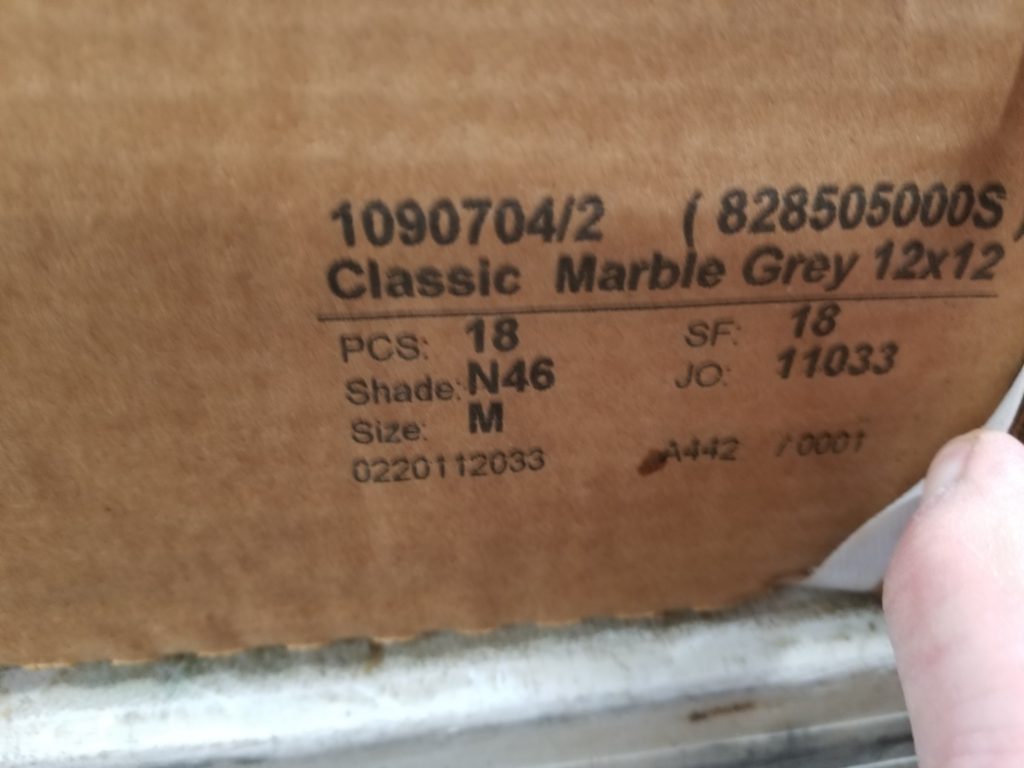 1090704/2 ( 828505000S )
Classic Marble Grey 12x12
PCS: 18 SF: 18
Shade: N46 JO: 11033
Size: M
0220112033 A442 / 0001